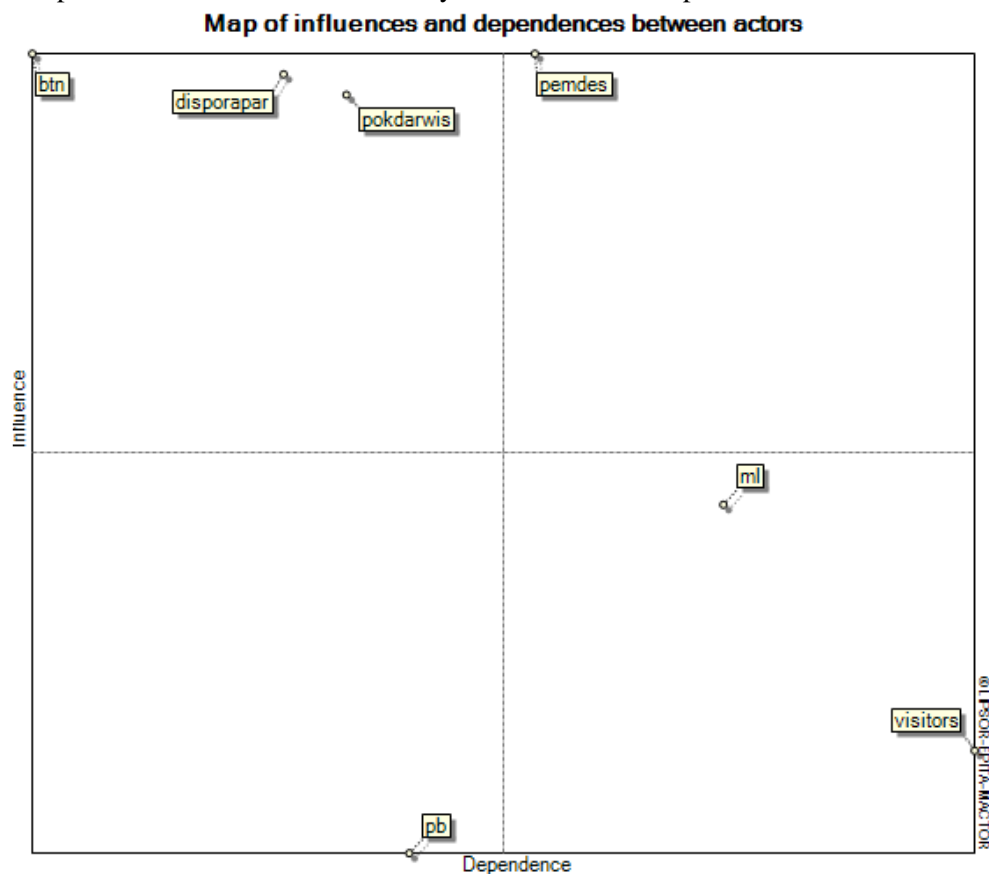 Map of influences and dependences between actors
btn
disporapar
pokdarwis
pemdes
Influence
ml
visitors
pb
Dependence